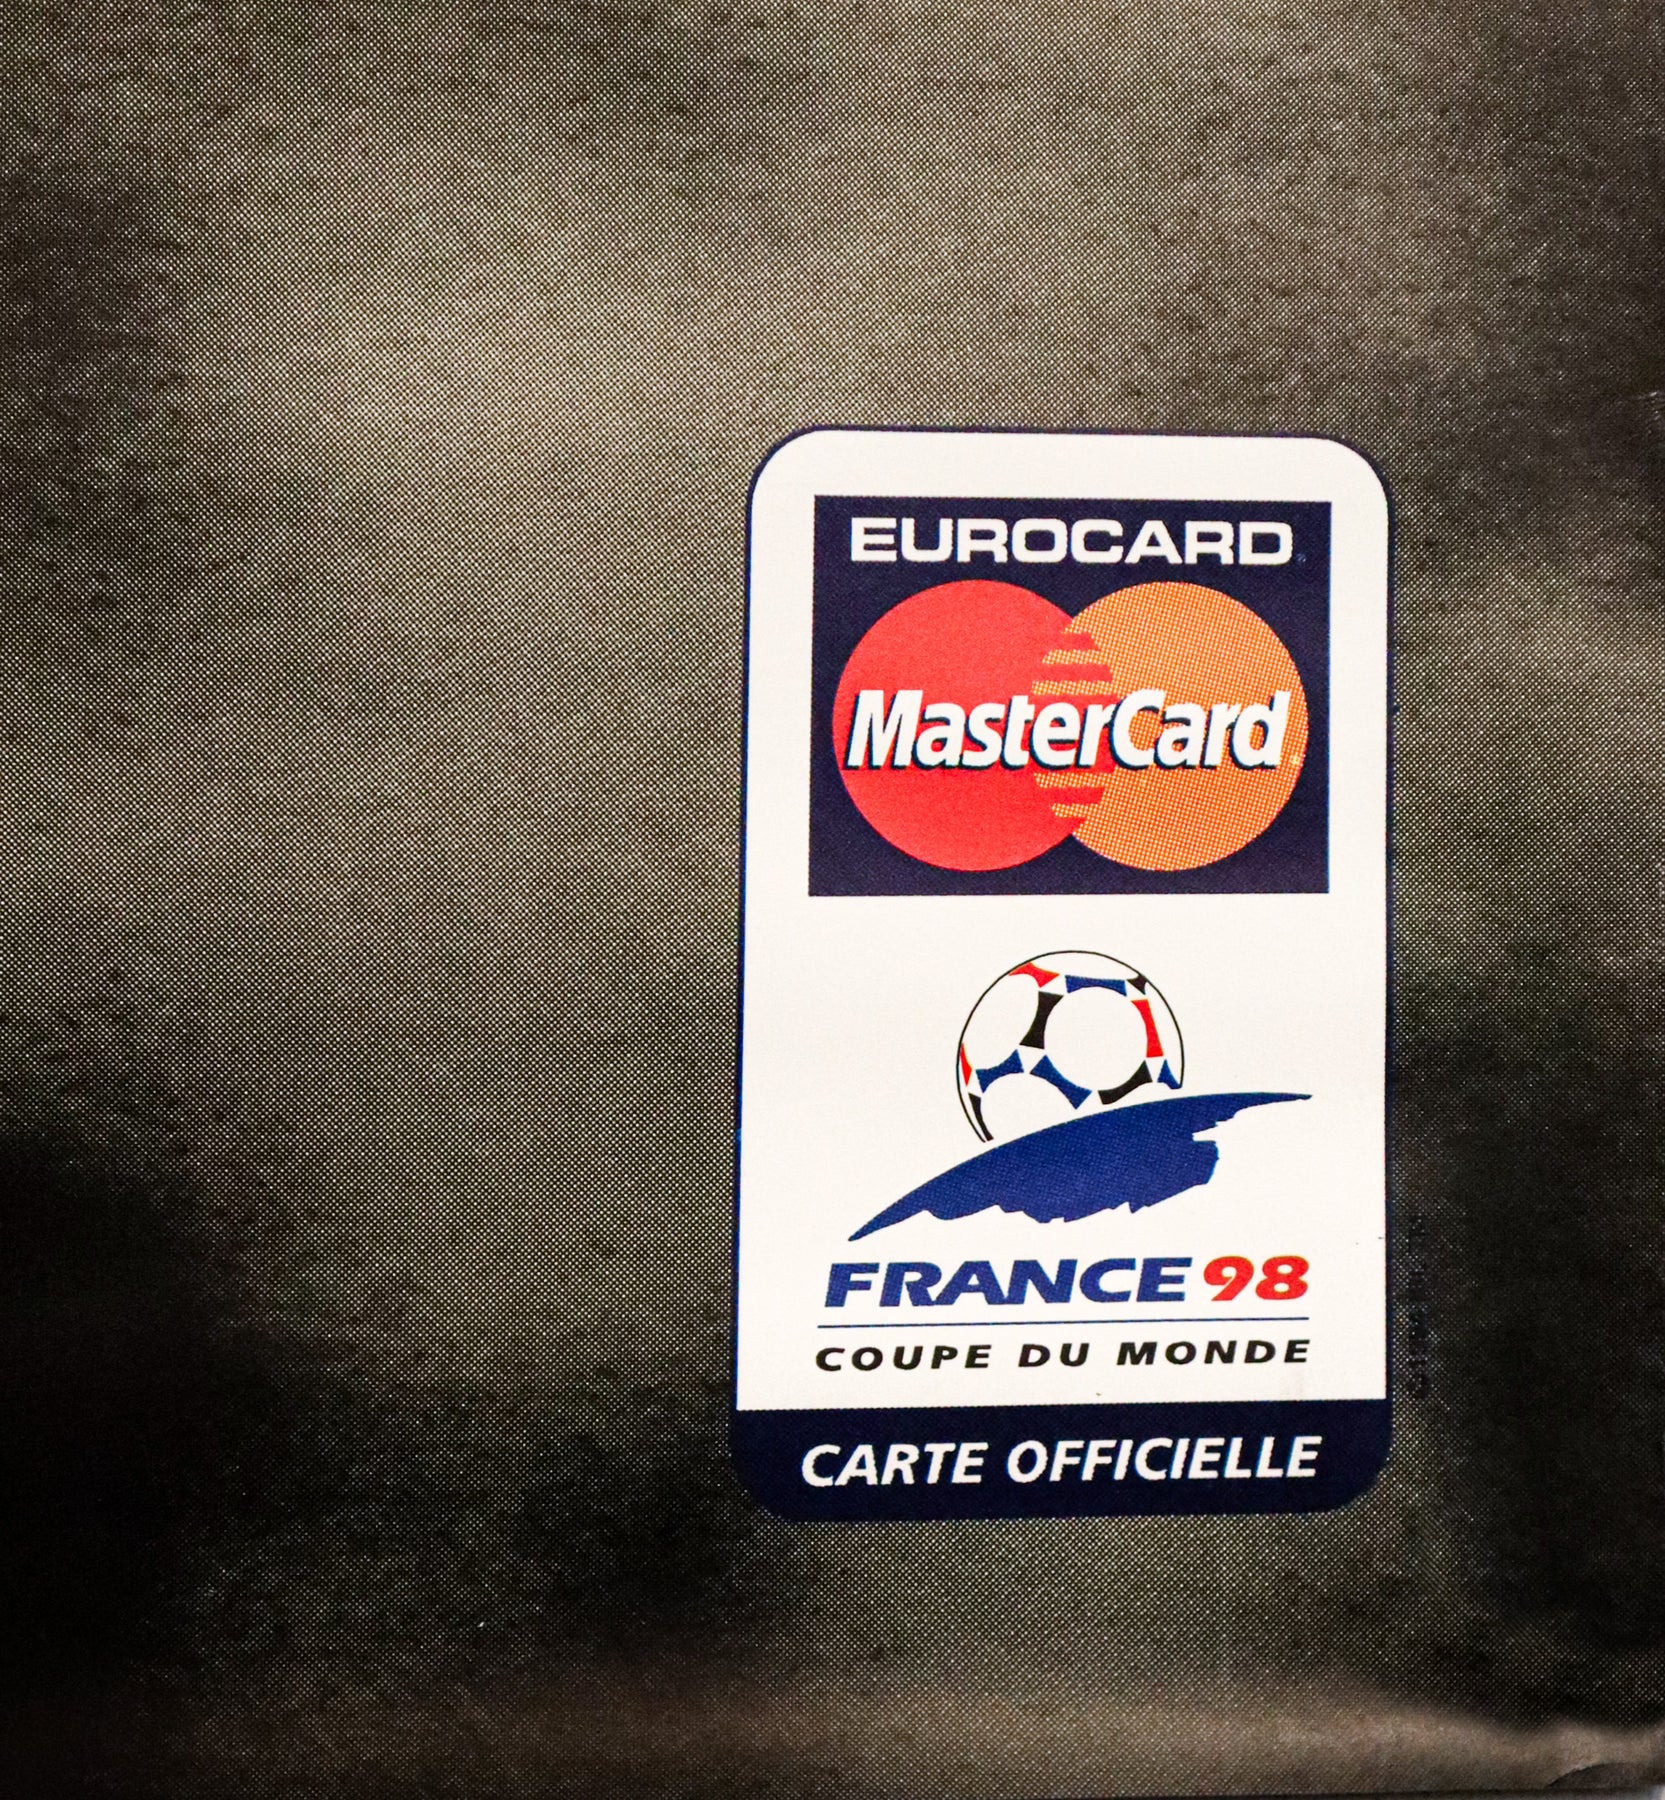 EUROCARD
MasterCard
FRANCE 98
COUPE DU MONDE
CARTE OFFICIELLE